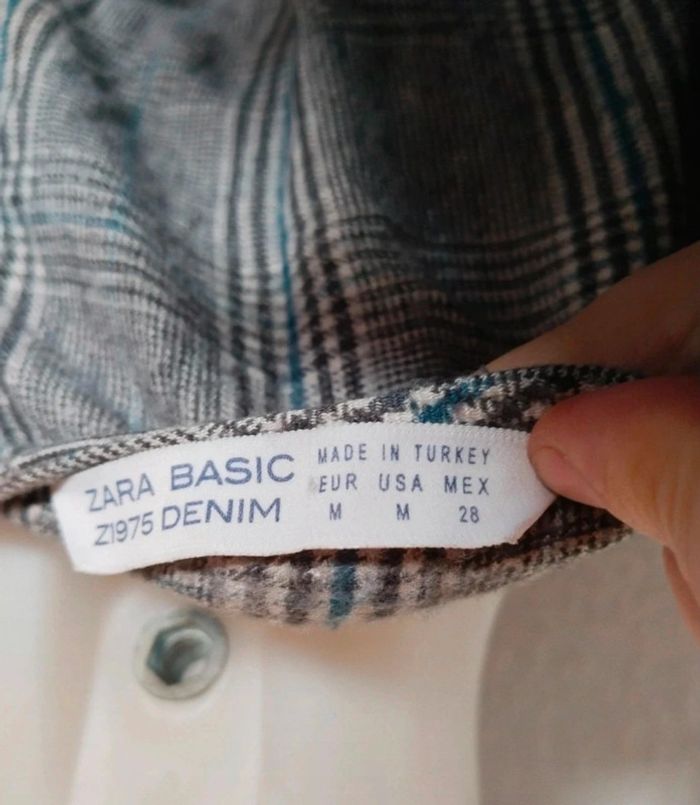 ZARA BASIC
Z1975 DENIM
MADE IN TURKEY
EUR USA MEX
M M 28